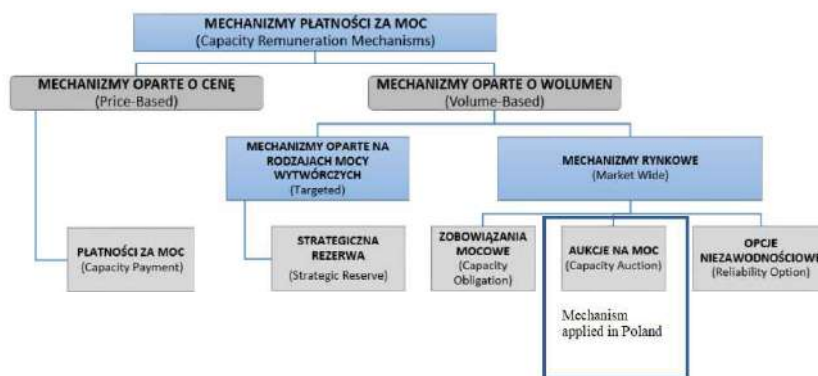 MECHANIZMY PŁATNOŚCI ZA MOC
(Capacity Remuneration Mechanisms)
MECHANIZMY OPARTE O CENĘ
(Price-Based)
MECHANIZMY OPARTE O WOLUMEN
(Volume-Based)
MECHANIZMY OPARTE NA
RODZAJACH MOCY
WYTWÓRCZYCH
(Targeted)
MECHANIZMY RYNKOWE
(Market Wide)
PŁATNOŚCI ZA MOC
(Capacity Payment)
STRATEGICZNA
REZERWA
(Strategic Reserve)
ZOBOWIĄZANIA
MOCOWE
(Capacity
Obligation)
AUKCJE NA MOC
(Capacity Auction)
OPCJE
NIEZAWODNOŚCIOWE
(Reliability Option)
Mechanism
applied in Poland